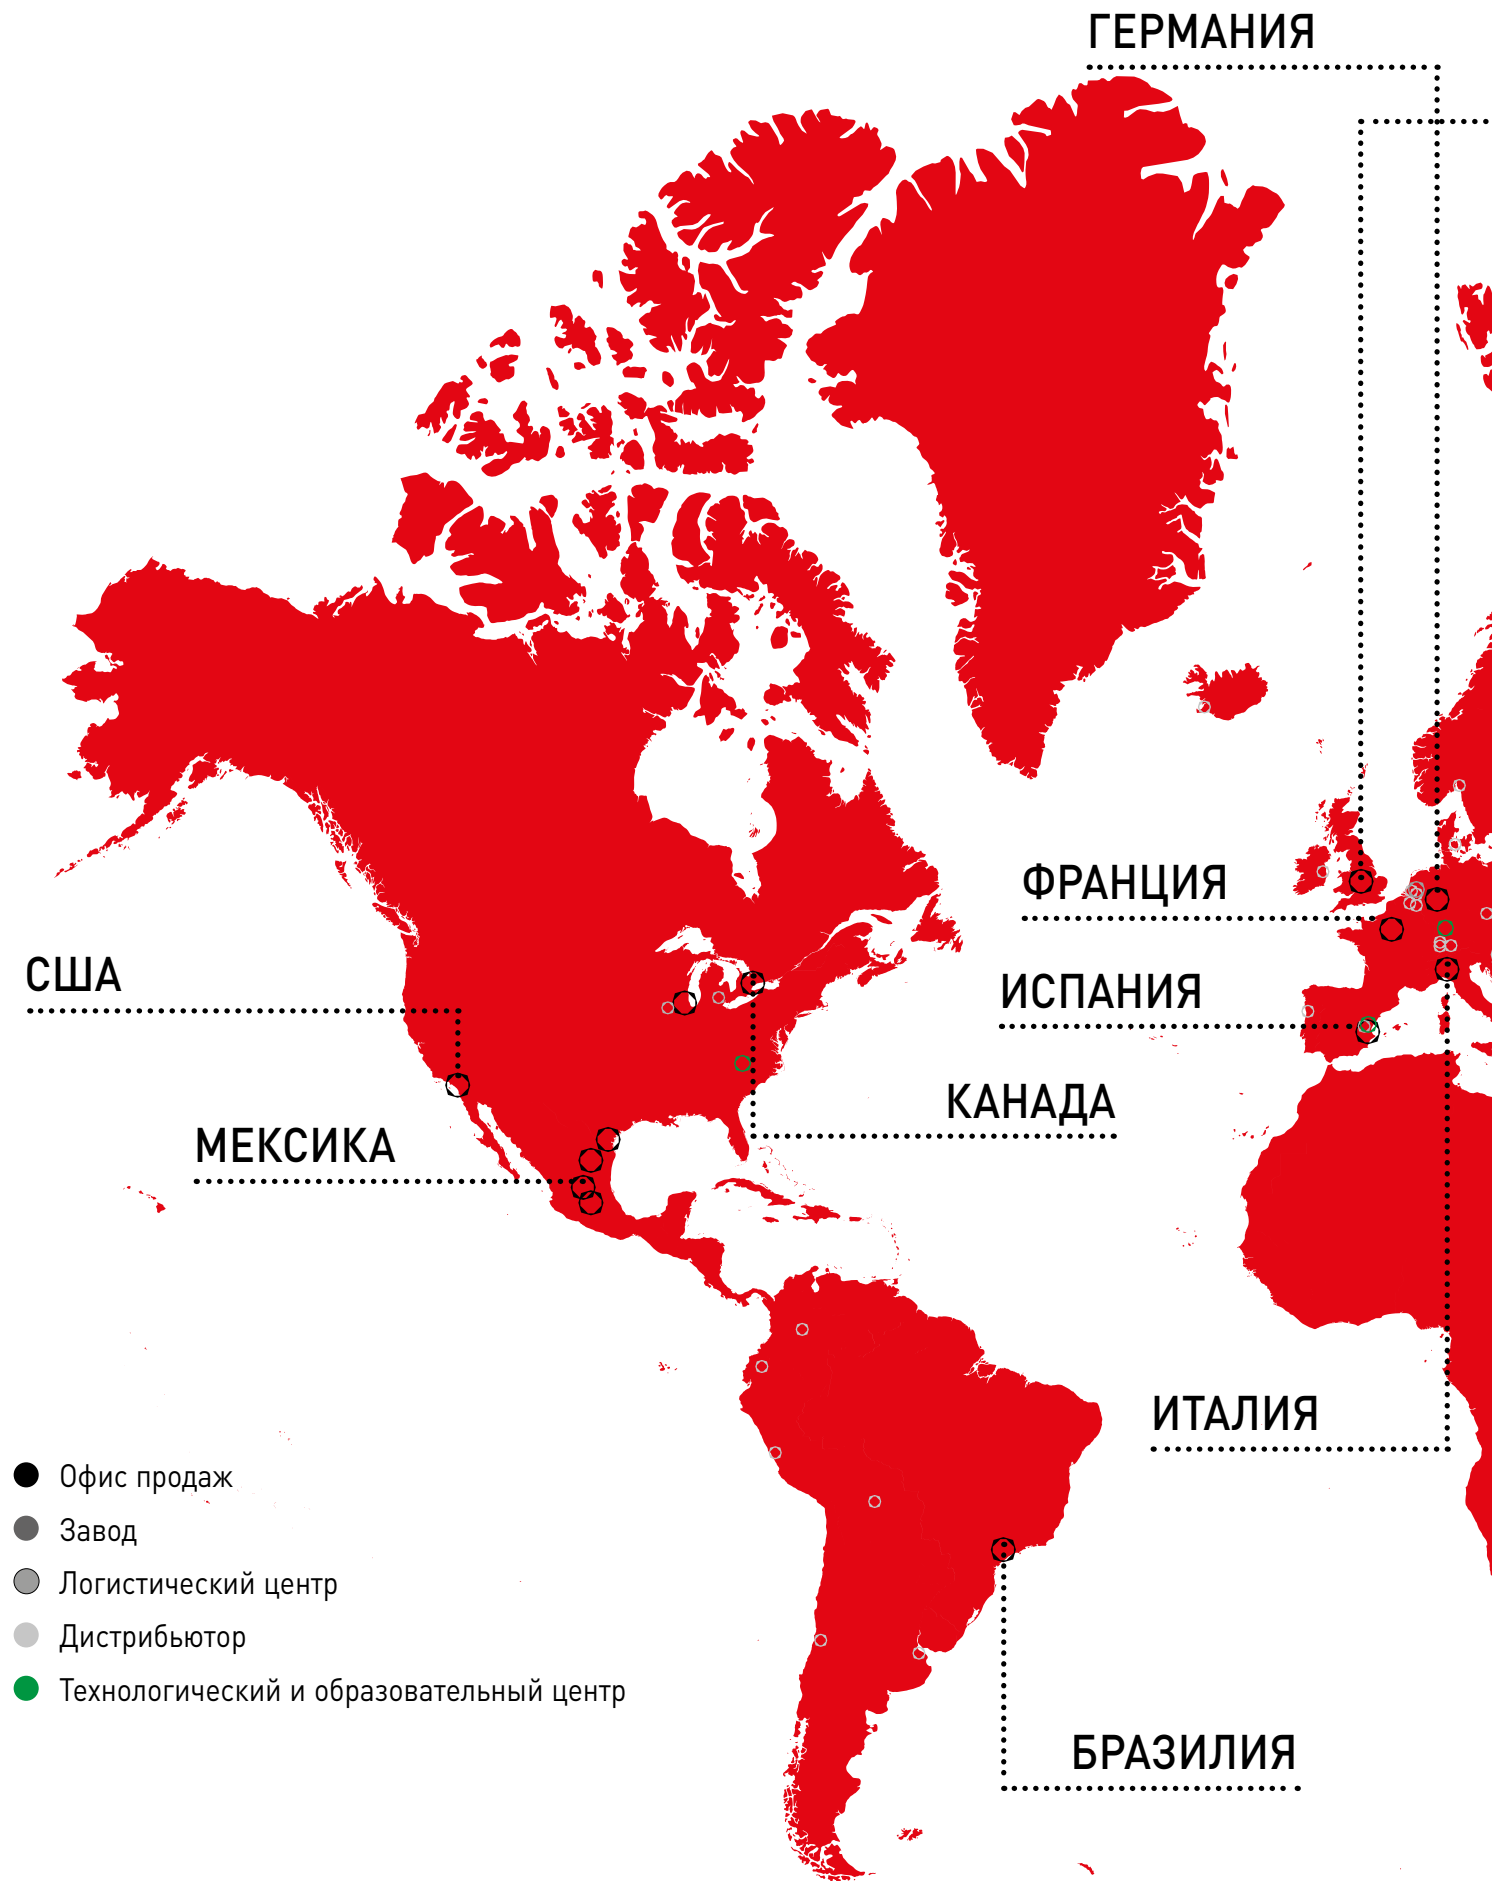 ГЕРМАНИЯ
ФРАНЦИЯ
США
ИСПАНИЯ
КАНАДА
МЕКСИКА
ИТАЛИЯ
Офис продаж
Завод
Логистический центр
Дистрибьютор
Технологический и образовательный центр
БРАЗИЛИЯ